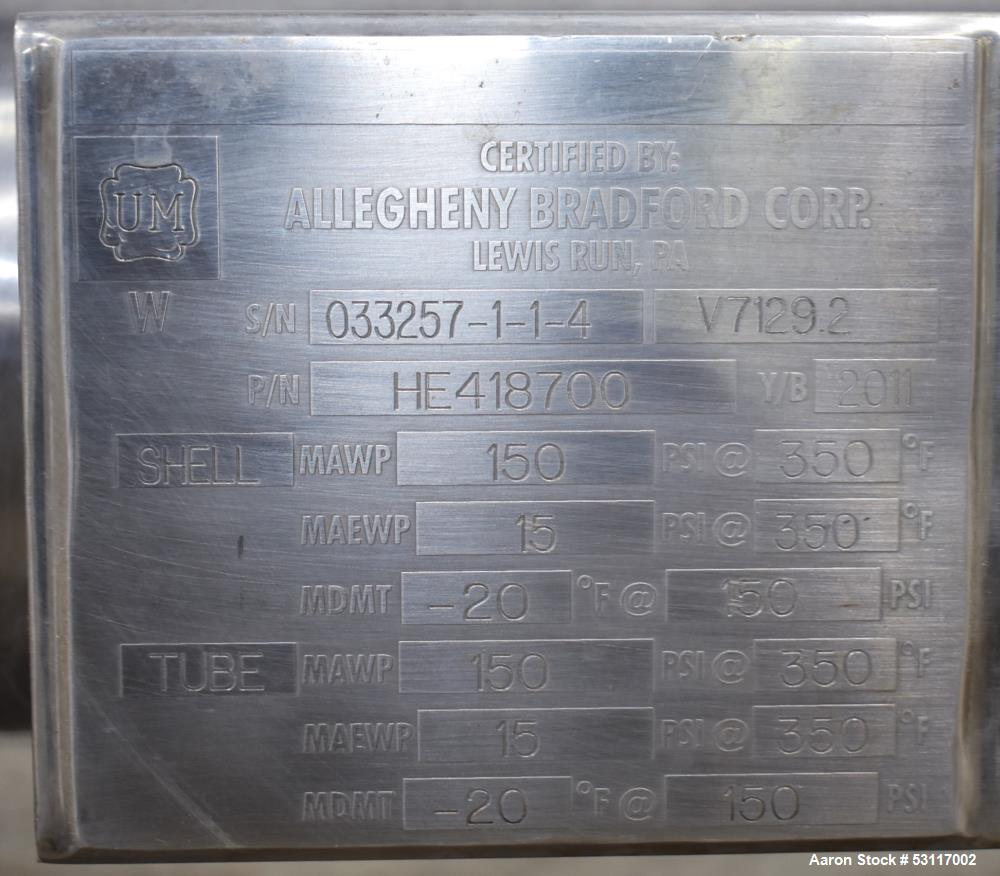 UM
CERTIFIED BY:
ALLEGHENY BRADFORD CORP.
LEWIS RUN, PA
W S/N 033257-1-1-4 V7129.2
P/N HE418700 Y/B 2011
SHELL MAWP 150 PSI @ 350 °F
MAEWP 15 PSI @ 350 °F
MDMT -20 °F @ 150 PSI
TUBE MAWP 150 PSI @ 350 °F
MAEWP 15 PSI @ 350 °F
MDMT -20 °F @ 150 PSI
Aaron Stock # 53117002